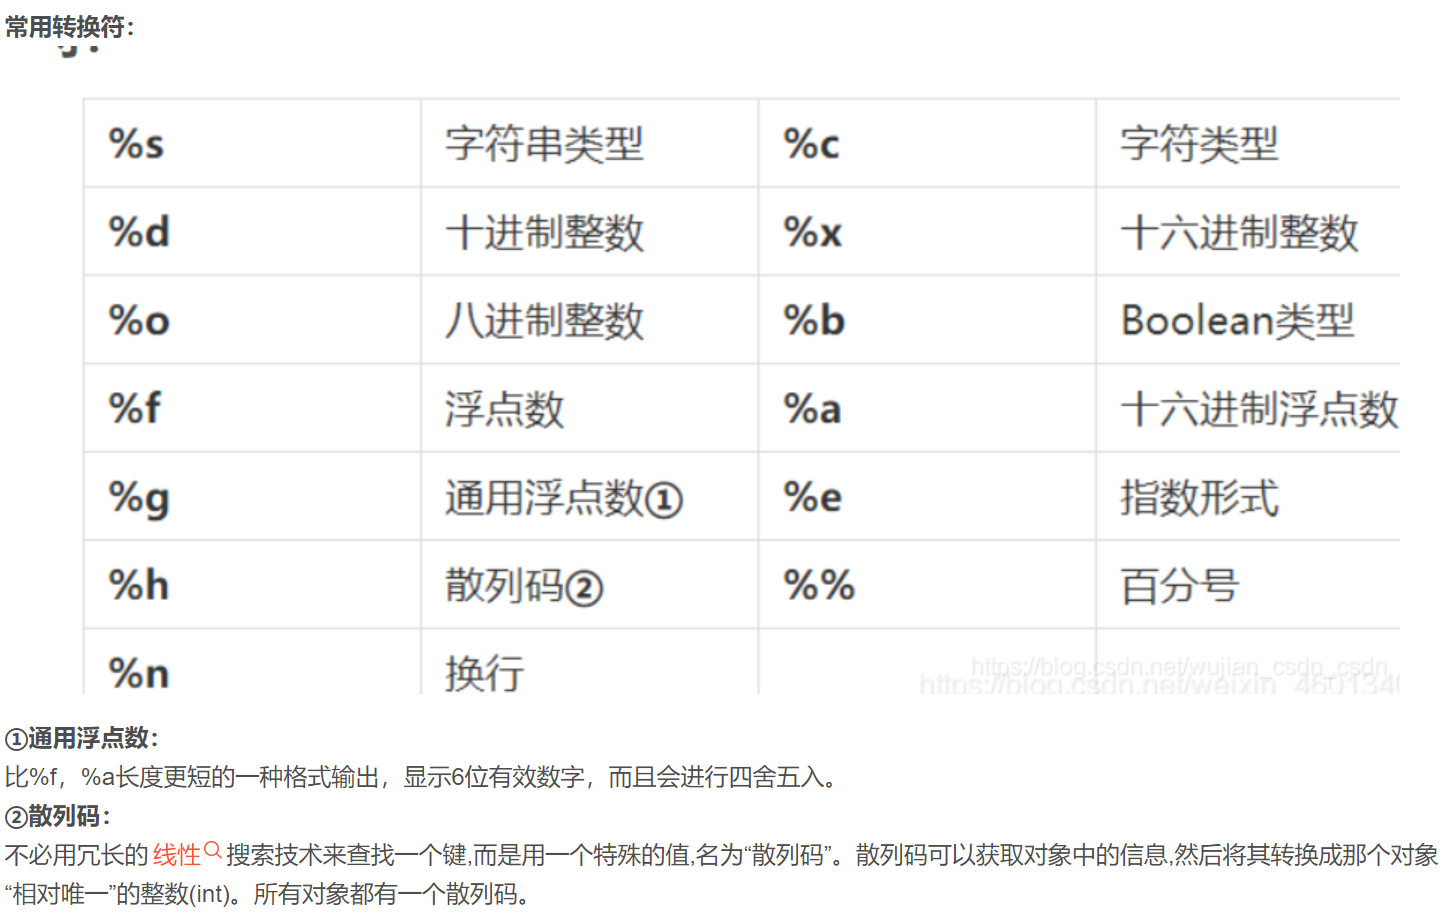 常用转换符：
%s 字符串类型 %c 字符类型
%d 十进制整数 %x 十六进制整数
%o 八进制整数 %b Boolean类型
%f 浮点数 %a 十六进制浮点数
%g 通用浮点数① %e 指数形式
%h 散列码② %% 百分号
%n 换行
https://blog.csdn.net/wujian_csdn_csdn
https://blog.csdn.net/weixin_460134
①通用浮点数：
比%f，%a长度更短的一种格式输出，显示6位有效数字，而且会进行四舍五入。
②散列码：
不必用冗长的 线性 搜索技术来查找一个键,而是用一个特殊的值,名为“散列码”。散列码可以获取对象中的信息,然后将其转换成那个对象
“相对唯一”的整数(int)。所有对象都有一个散列码。